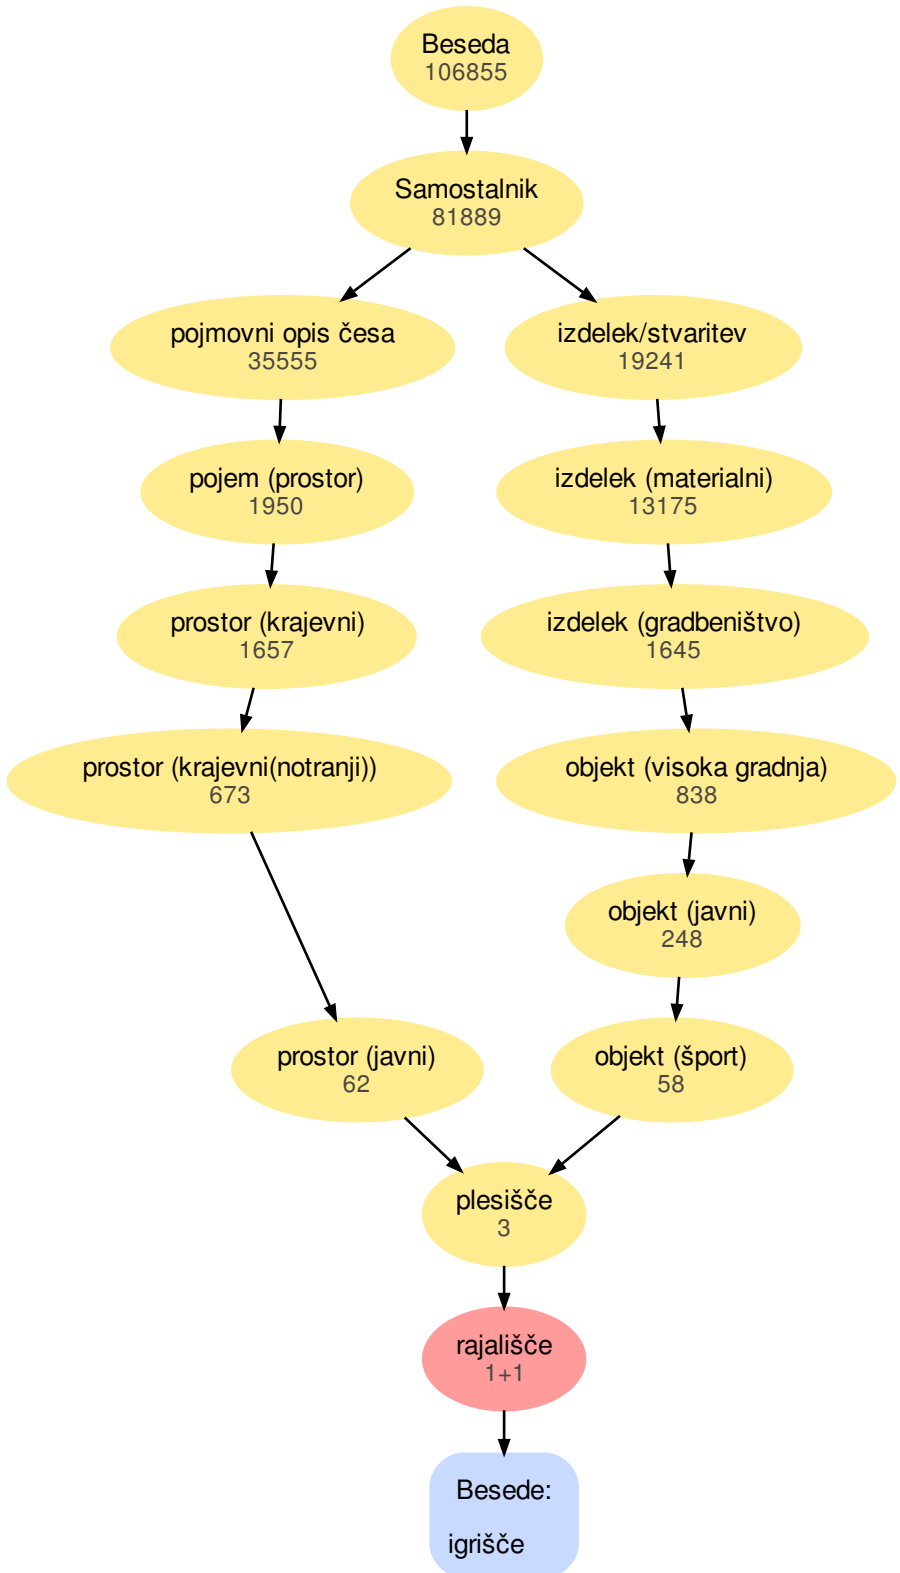 Beseda
106855
Samostalnik
81889
pojmovni opis česa
35555
izdelek/stvaritev
19241
pojem (prostor)
1950
izdelek (materialni)
13175
prostor (krajevni)
1657
izdelek (gradbeništvo)
1645
prostor (krajevni(notranji))
673
objekt (visoka gradnja)
838
objekt (javni)
248
prostor (javni)
62
objekt (šport)
58
plesišče
3
rajališče
1+1
Besede:
igrišče